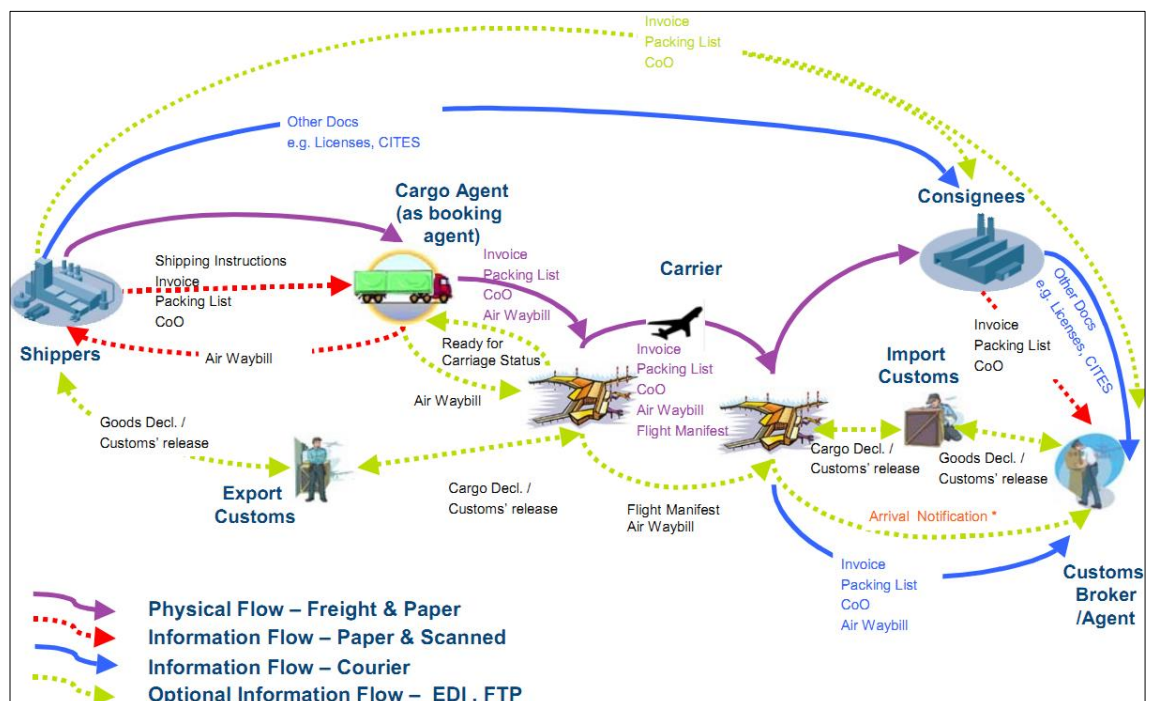 Invoice
Packing List
CoO
Other Docs
e.g. Licenses, CITES
Consignees
Cargo Agent
(as booking
agent)
Shipping Instructions
Invoice
Packing List
CoO
Invoice
Packing List
CoO
Air Waybill
Carrier
Other Docs
e.g. Licenses, CITES
Shippers
Air Waybill
Ready for
Carriage Status
Air Waybill
Invoice
Packing List
CoO
Air Waybill
Flight Manifest
Import
Customs
Invoice
Packing List
CoO
Goods Decl. /
Customs' release
Export
Customs
Cargo Decl. /
Customs' release
Flight Manifest
Air Waybill
Cargo Decl. /
Customs' release
Goods Decl. /
Customs' release
Arrival Notification *
Invoice
Packing List
CoO
Air Waybill
Customs
Broker
/Agent
Physical Flow – Freight & Paper
Information Flow – Paper & Scanned
Information Flow – Courier
Optional Information Flow – EDI , FTP